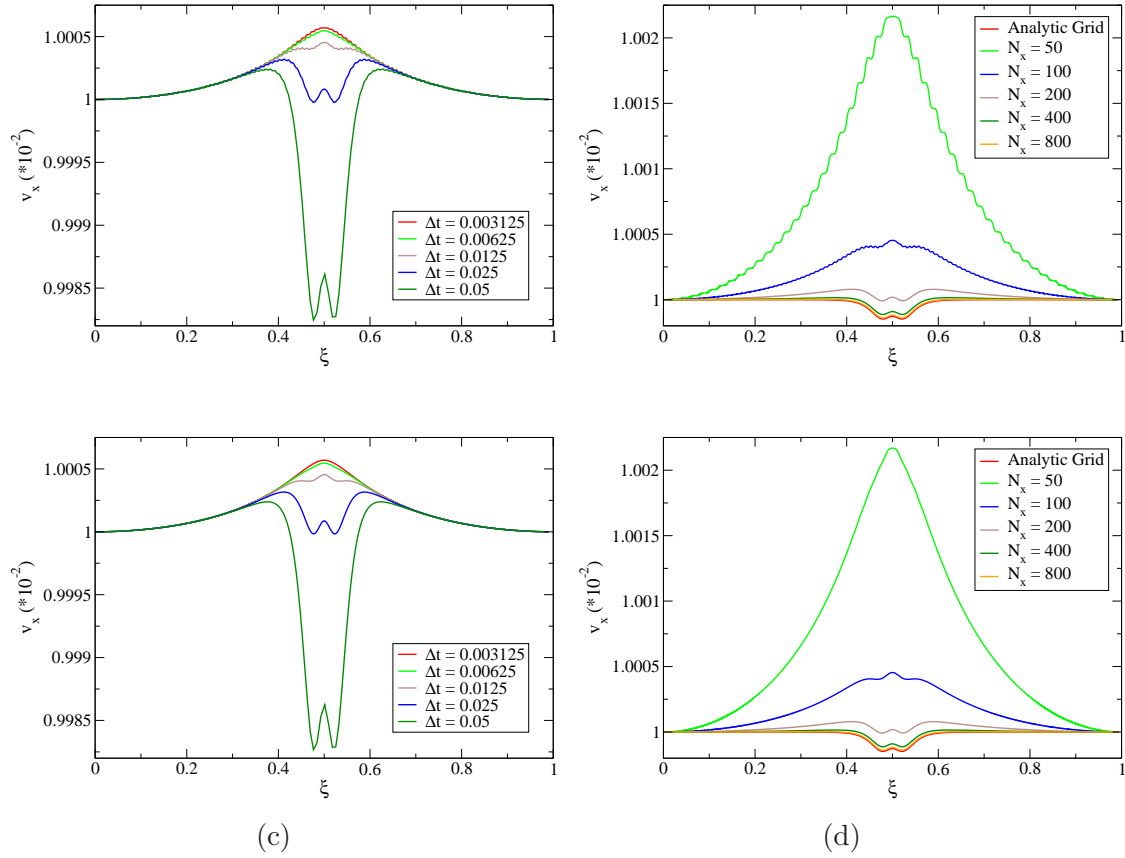 1.0005
1
0.9995
0.999
0.9985
v_x (*10^-2)
0 0.2 0.4 0.6 0.8 1
ξ
Δt = 0.003125
Δt = 0.00625
Δt = 0.0125
Δt = 0.025
Δt = 0.05
1.002
1.0015
1.001
1.0005
1
v_x (*10^-2)
0 0.2 0.4 0.6 0.8 1
ξ
Analytic Grid
N_x = 50
N_x = 100
N_x = 200
N_x = 400
N_x = 800
1.0005
1
0.9995
0.999
0.9985
v_x (*10^-2)
0 0.2 0.4 0.6 0.8 1
ξ
Δt = 0.003125
Δt = 0.00625
Δt = 0.0125
Δt = 0.025
Δt = 0.05
(c)
1.002
1.0015
1.001
1.0005
1
v_x (*10^-2)
0 0.2 0.4 0.6 0.8 1
ξ
Analytic Grid
N_x = 50
N_x = 100
N_x = 200
N_x = 400
N_x = 800
(d)